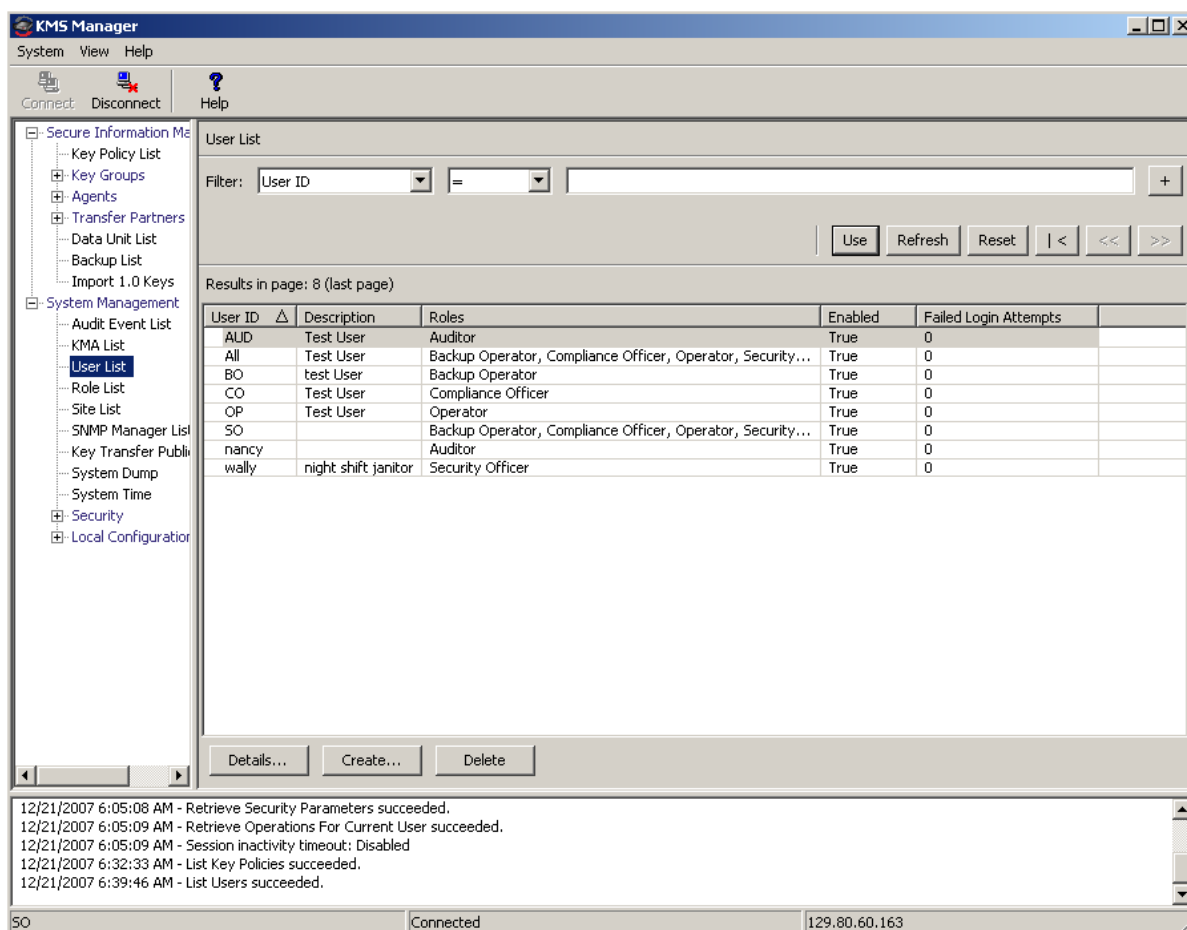 KMS Manager
System View Help
Connect Disconnect Help
Secure Information Ma
Key Policy List
Key Groups
Agents
Transfer Partners
Data Unit List
Backup List
Import 1.0 Keys
System Management
Audit Event List
KMA List
User List
Role List
Site List
SNMP Manager List
Key Transfer Publi
System Dump
System Time
Security
Local Configuration
User List
Filter: User ID = +
Use Refresh Reset |< << >>
Results in page: 8 (last page)
User ID Description Roles Enabled Failed Login Attempts
AUD Test User Auditor True 0
All Test User Backup Operator, Compliance Officer, Operator, Security... True 0
BO test User Backup Operator True 0
CO Test User Compliance Officer True 0
OP Test User Operator True 0
SO Backup Operator, Compliance Officer, Operator, Security... True 0
nancy Auditor True 0
wally night shift janitor Security Officer True 0
Details... Create... Delete
12/21/2007 6:05:08 AM - Retrieve Security Parameters succeeded.
12/21/2007 6:05:09 AM - Retrieve Operations For Current User succeeded.
12/21/2007 6:05:09 AM - Session inactivity timeout: Disabled
12/21/2007 6:32:33 AM - List Key Policies succeeded.
12/21/2007 6:39:46 AM - List Users succeeded.
SO Connected 129.80.60.163